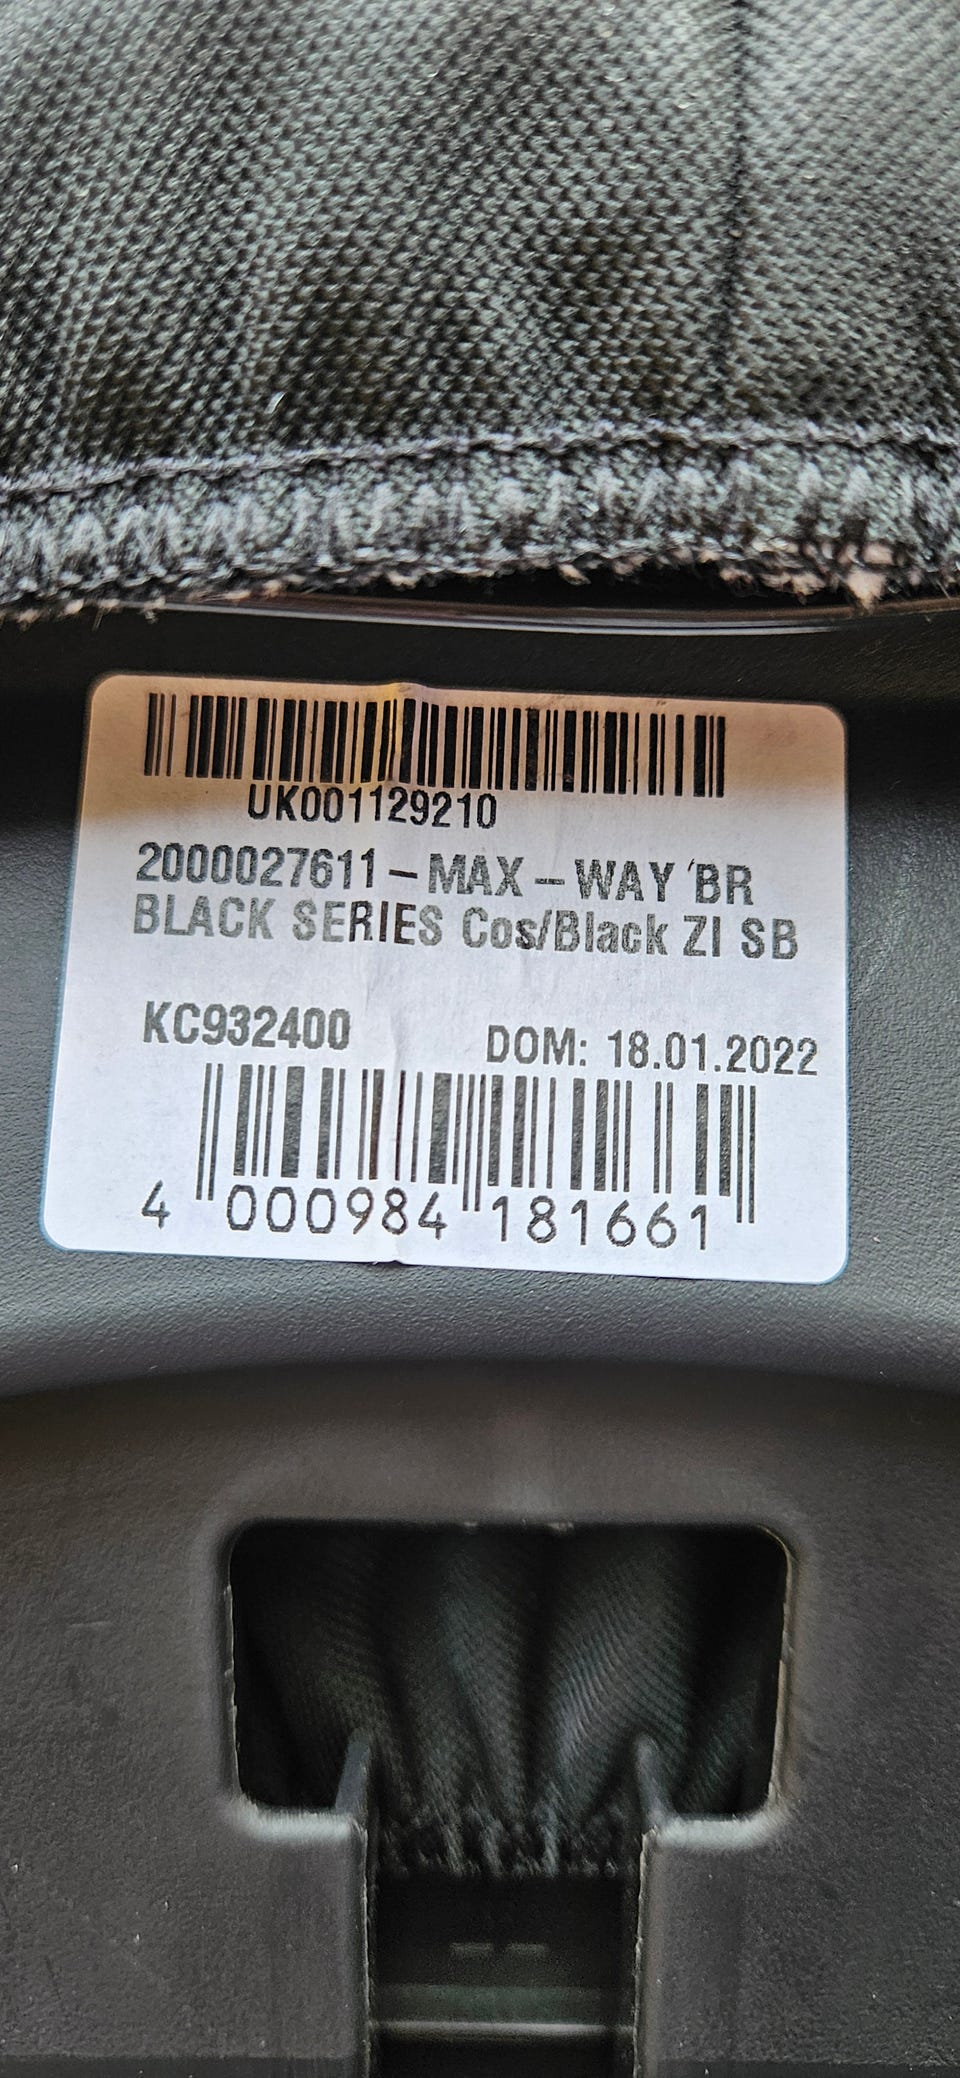 UK001129210
2000027611-MAX-WAY BR
BLACK SERIES Cos/Black ZI SB
KC932400 DOM: 18.01.2022
4 000984 181661